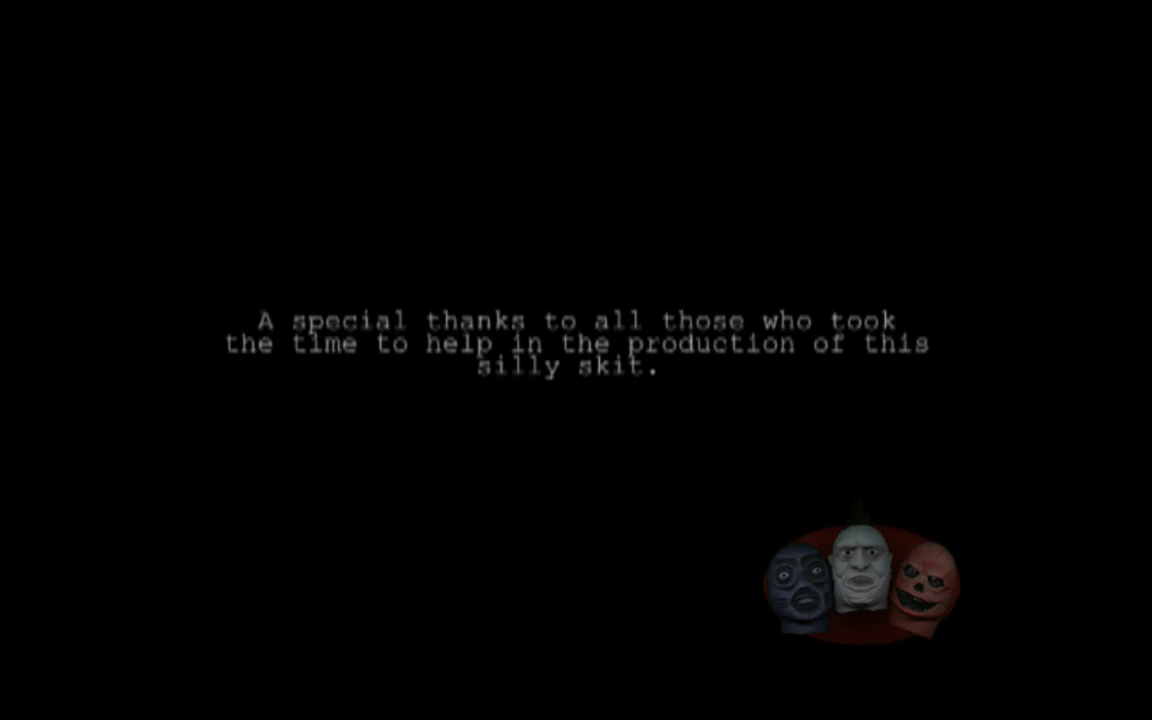 A special thanks to all those who took
the time to help in the production of this
silly skit.